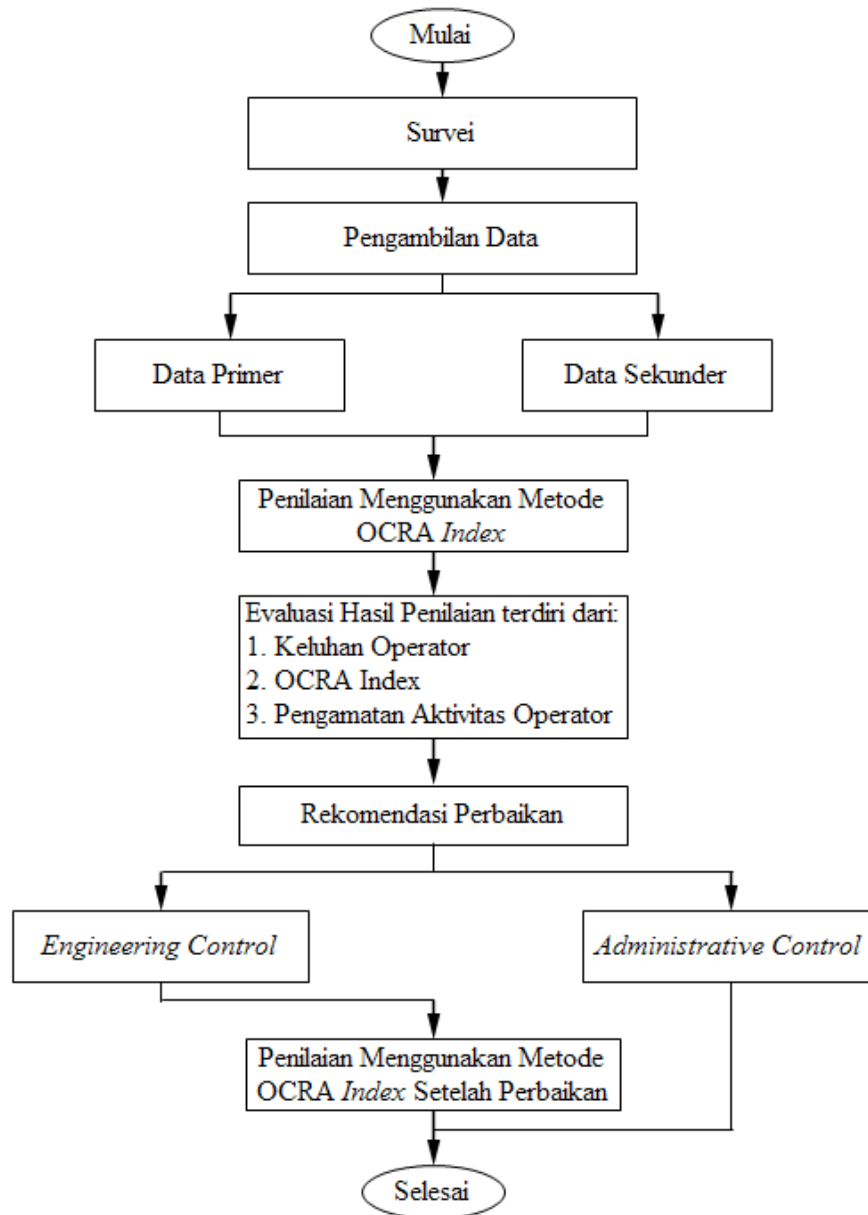 Mulai
Survei
Pengambilan Data
Data Primer
Data Sekunder
Penilaian Menggunakan Metode
OCRA Index
Evaluasi Hasil Penilaian terdiri dari:
1. Keluhan Operator
2. OCRA Index
3. Pengamatan Aktivitas Operator
Rekomendasi Perbaikan
Engineering Control
Administrative Control
Penilaian Menggunakan Metode
OCRA Index Setelah Perbaikan
Selesai